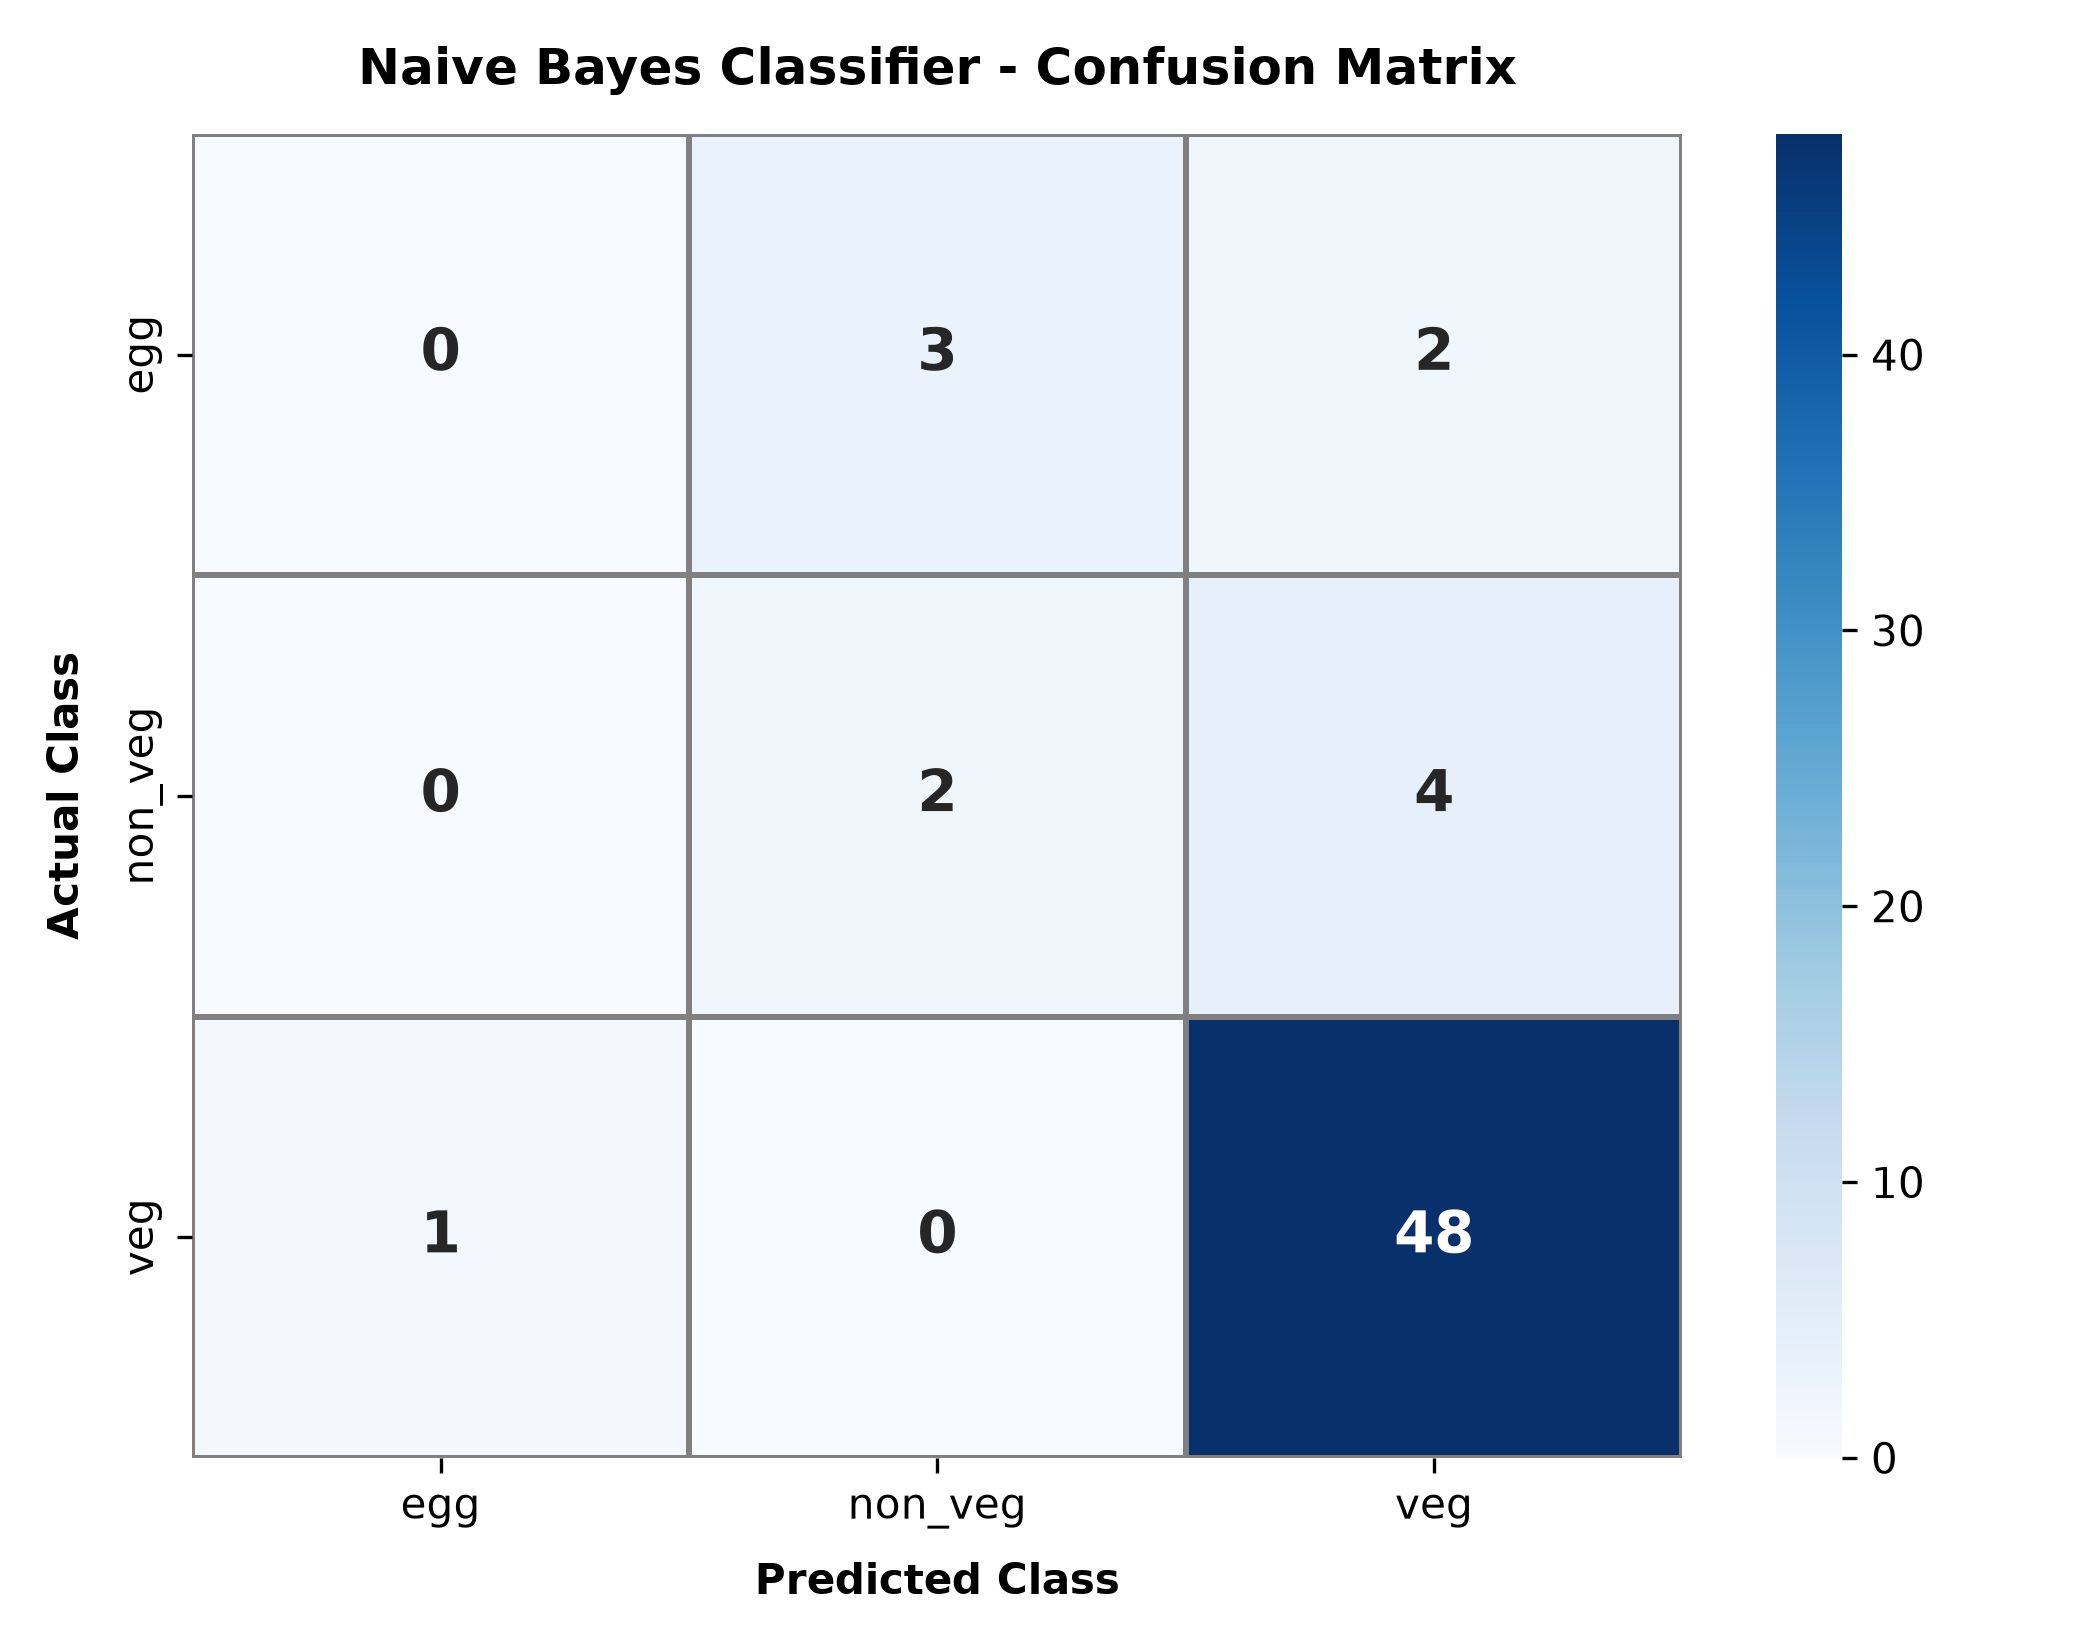 Naive Bayes Classifier - Confusion Matrix
Actual Class
egg
0
3
2
non_veg
0
2
4
veg
1
0
48
egg
non_veg
veg
Predicted Class
40
30
20
10
0